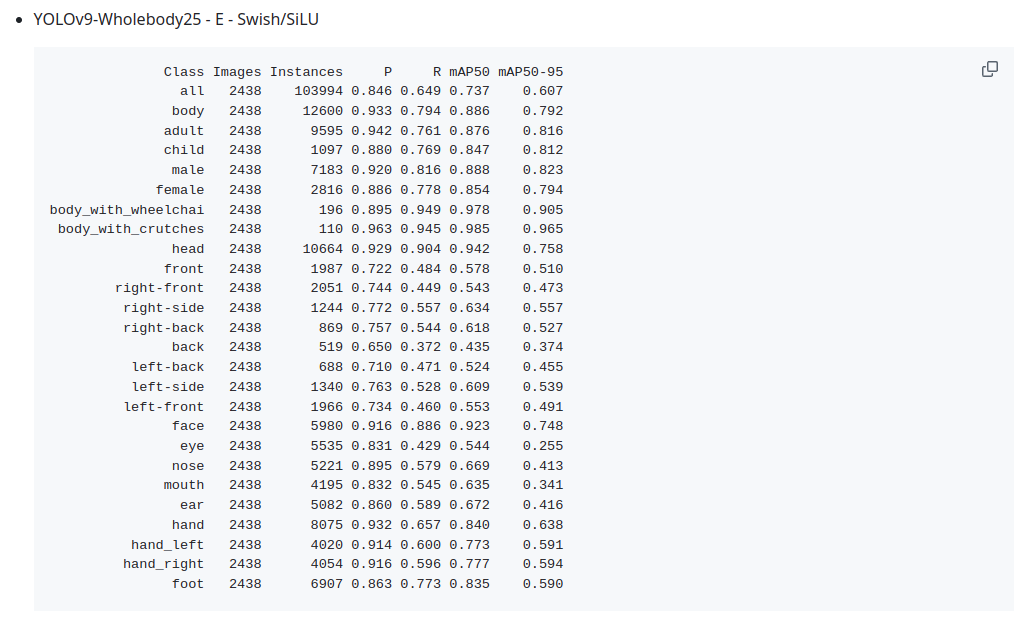 YOLOv9-Wholebody25 - E - Swish/SiLU
Class Images Instances P R mAP50 mAP50-95
all 2438 103994 0.846 0.649 0.737 0.607
body 2438 12600 0.933 0.794 0.886 0.792
adult 2438 9595 0.942 0.761 0.876 0.816
child 2438 1097 0.880 0.769 0.847 0.812
male 2438 7183 0.920 0.816 0.888 0.823
female 2438 2816 0.886 0.778 0.854 0.794
body_with_wheelchai 2438 196 0.895 0.949 0.978 0.905
body_with_crutches 2438 110 0.963 0.945 0.985 0.965
head 2438 10664 0.929 0.904 0.942 0.758
front 2438 1987 0.722 0.484 0.578 0.510
right-front 2438 2051 0.744 0.449 0.543 0.473
right-side 2438 1244 0.772 0.557 0.634 0.557
right-back 2438 869 0.757 0.544 0.618 0.527
back 2438 519 0.650 0.372 0.435 0.374
left-back 2438 688 0.710 0.471 0.524 0.455
left-side 2438 1340 0.763 0.528 0.609 0.539
left-front 2438 1966 0.734 0.460 0.553 0.491
face 2438 5980 0.916 0.886 0.923 0.748
eye 2438 5535 0.831 0.429 0.544 0.255
nose 2438 5221 0.895 0.579 0.669 0.413
mouth 2438 4195 0.832 0.545 0.635 0.341
ear 2438 5082 0.860 0.589 0.672 0.416
hand 2438 8075 0.932 0.657 0.840 0.638
hand_left 2438 4020 0.914 0.600 0.773 0.591
hand_right 2438 4054 0.916 0.596 0.777 0.594
foot 2438 6907 0.863 0.773 0.835 0.590